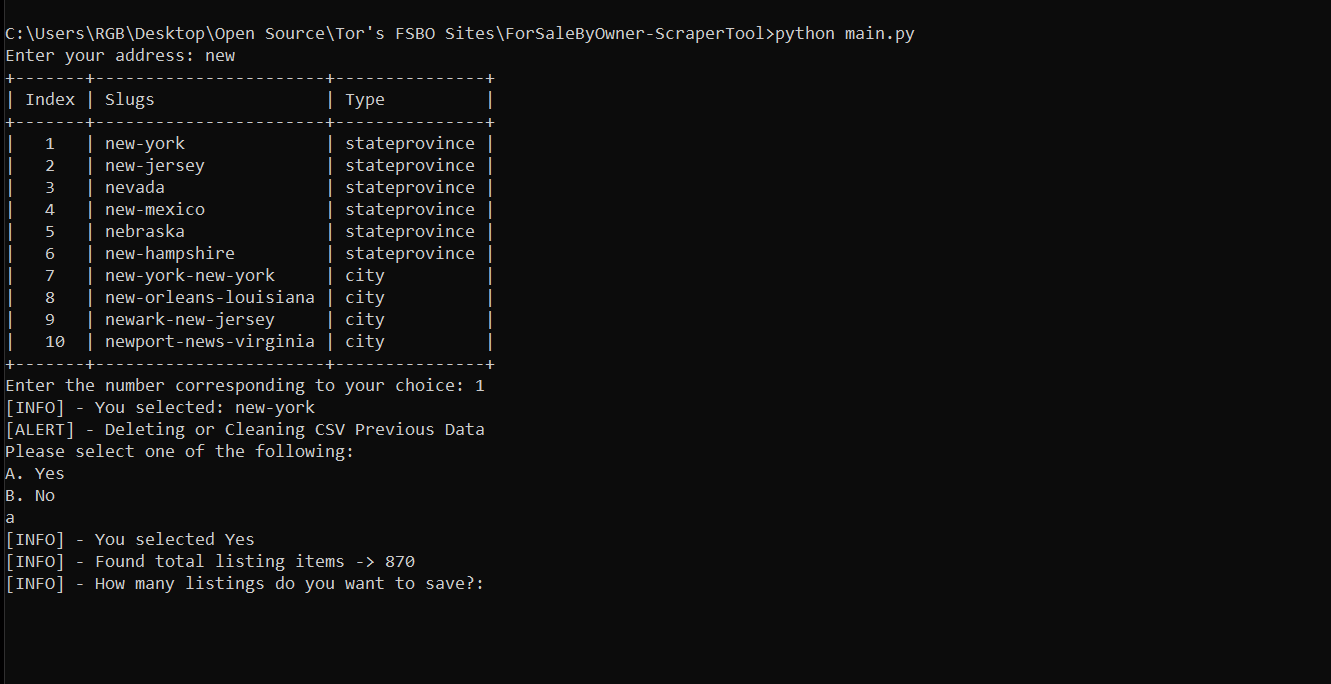 C:\Users\RGB\Desktop\Open Source\Tor's FSBO Sites\ForSaleByOwner-ScraperTool>python main.py
Enter your address: new
+-------+-----------------------+---------------+
| Index | Slugs                 | Type          |
+-------+-----------------------+---------------+
|   1   | new-york              | stateprovince |
|   2   | new-jersey            | stateprovince |
|   3   | nevada                | stateprovince |
|   4   | new-mexico            | stateprovince |
|   5   | nebraska              | stateprovince |
|   6   | new-hampshire         | stateprovince |
|   7   | new-york-new-york     | city          |
|   8   | new-orleans-louisiana | city          |
|   9   | newark-new-jersey     | city          |
|   10  | newport-news-virginia | city          |
+-------+-----------------------+---------------+
Enter the number corresponding to your choice: 1
[INFO] - You selected: new-york
[ALERT] - Deleting or Cleaning CSV Previous Data
Please select one of the following:
A. Yes
B. No
a
[INFO] - You selected Yes
[INFO] - Found total listing items -> 870
[INFO] - How many listings do you want to save?: